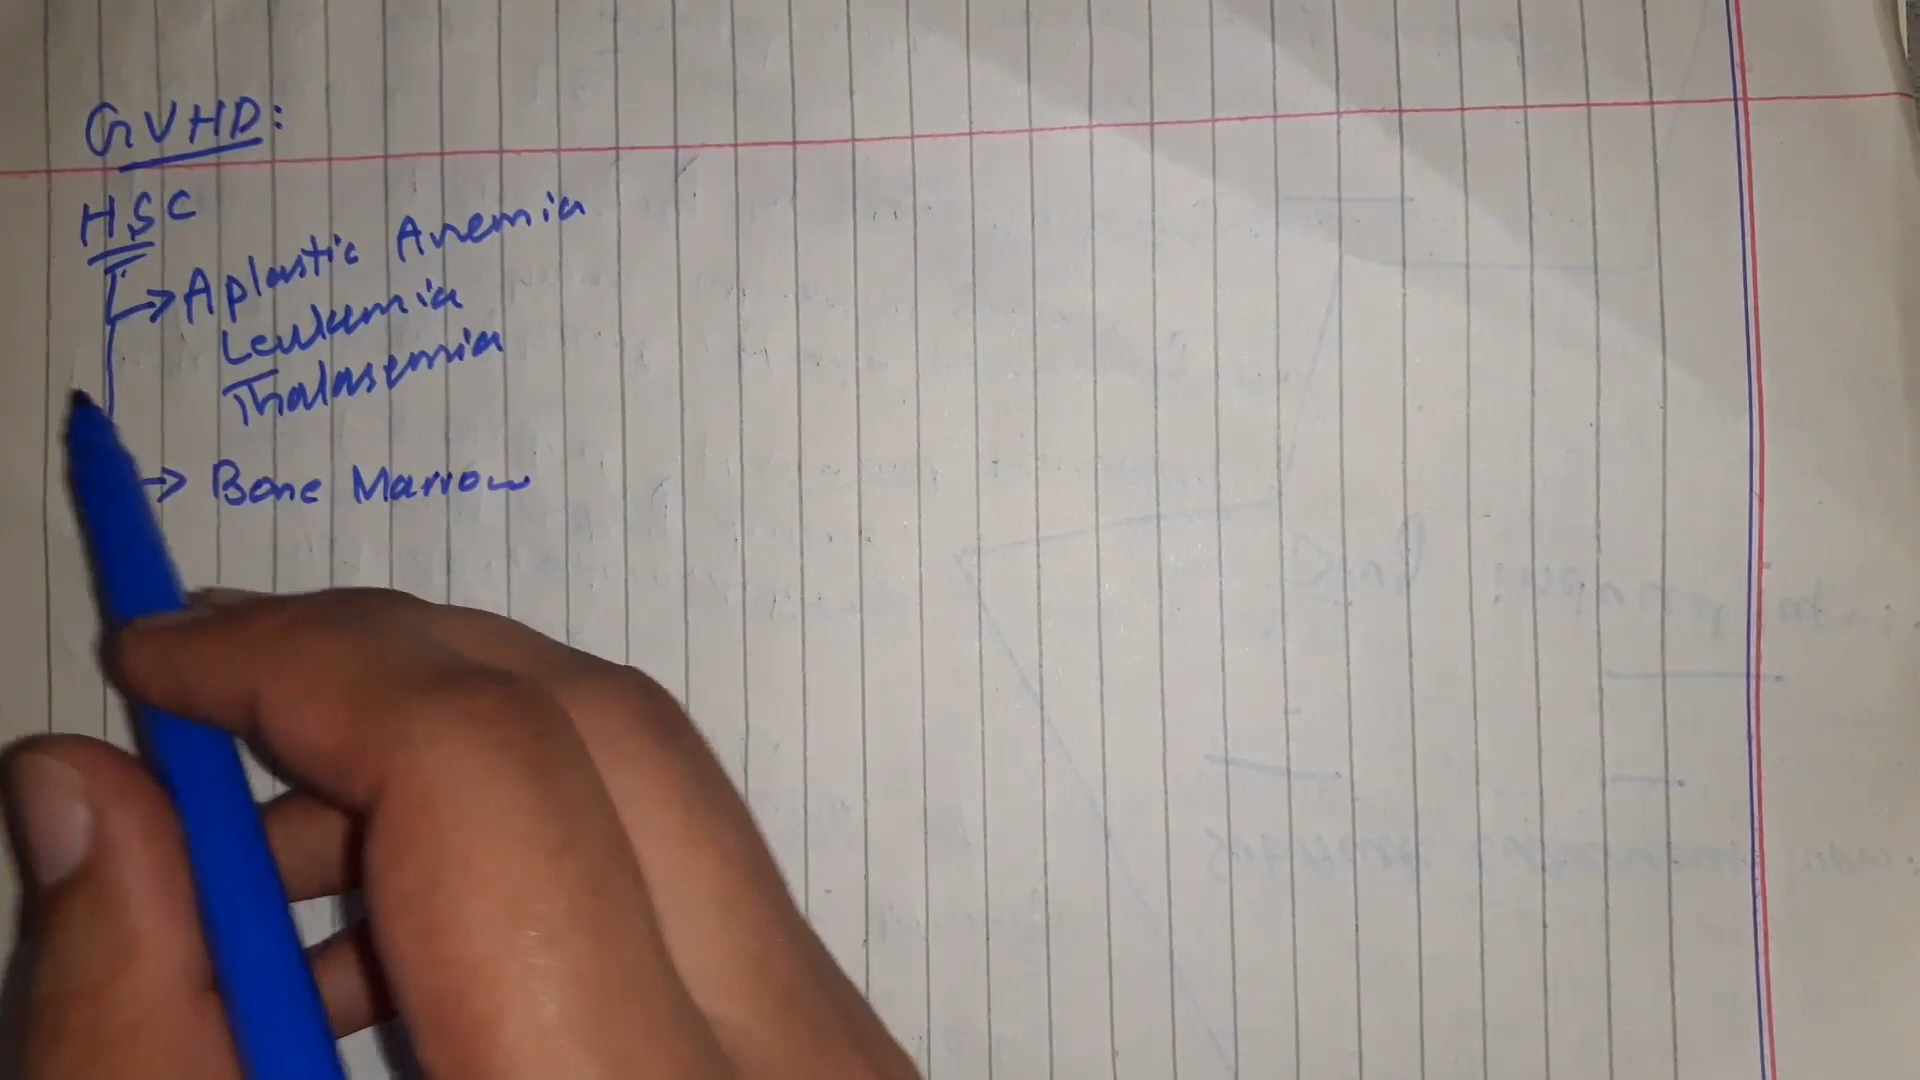 GVHD:
HSC
→ Aplastic Anemia
Leukemia
Thalasemia
→ Bone Marrow